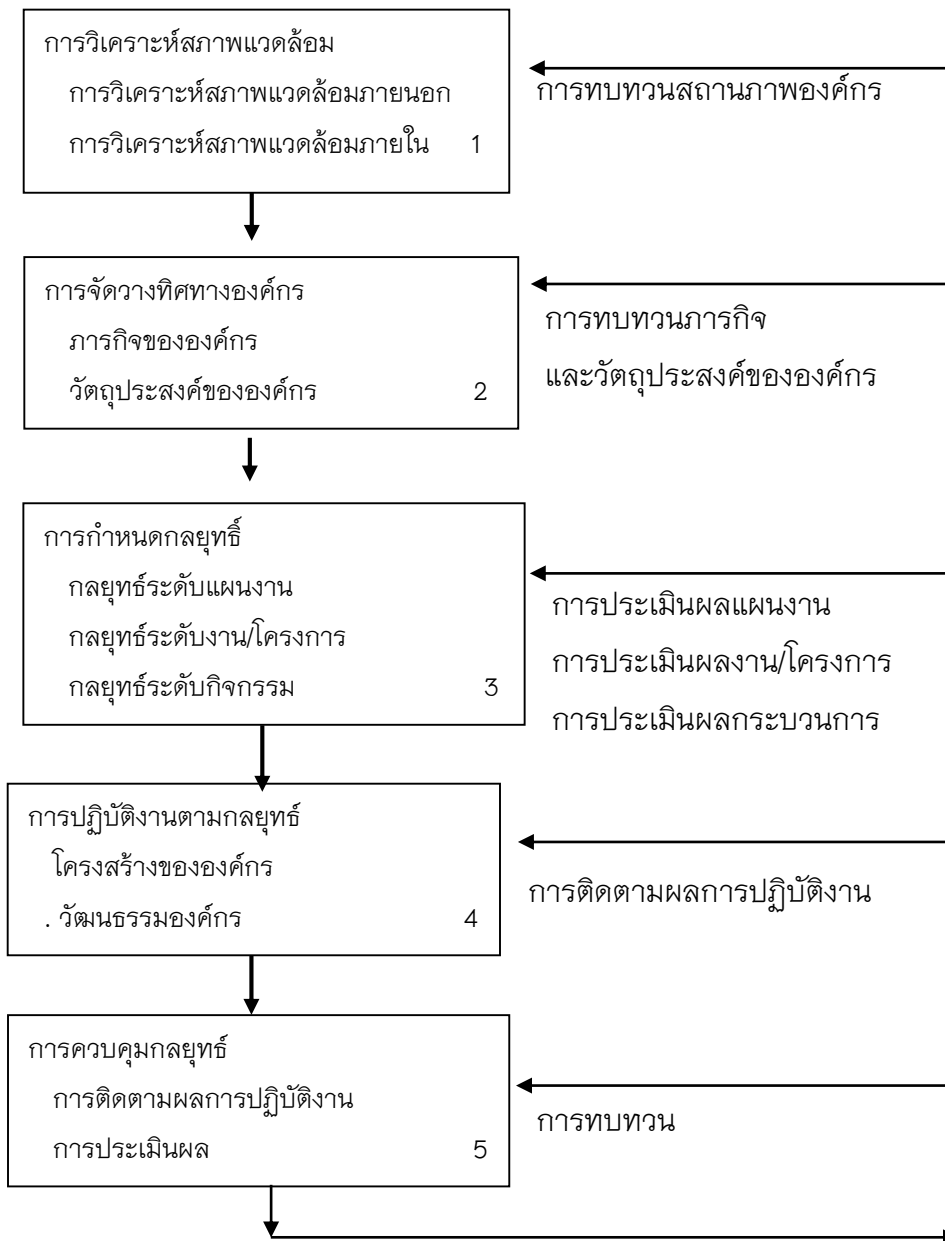 การวิเคราะห์สภาพแวดล้อม
การวิเคราะห์สภาพแวดล้อมภายนอก
การวิเคราะห์สภาพแวดล้อมภายใน 1
การทบทวนสถานภาพองค์กร
การจัดวางทิศทางองค์กร
ภารกิจขององค์กร
วัตถุประสงค์ขององค์กร 2
การทบทวนภารกิจ
และวัตถุประสงค์ขององค์กร
การกำหนดกลยุทธิ์
กลยุทธ์ระดับแผนงาน
กลยุทธ์ระดับงาน/โครงการ
กลยุทธ์ระดับกิจกรรม 3
การประเมินผลแผนงาน
การประเมินผลงาน/โครงการ
การประเมินผลกระบวนการ
การปฏิบัติงานตามกลยุทธ์
โครงสร้างขององค์กร
. วัฒนธรรมองค์กร 4
การติดตามผลการปฏิบัติงาน
การควบคุมกลยุทธ์
การติดตามผลการปฏิบัติงาน
การประเมินผล 5
การทบทวน